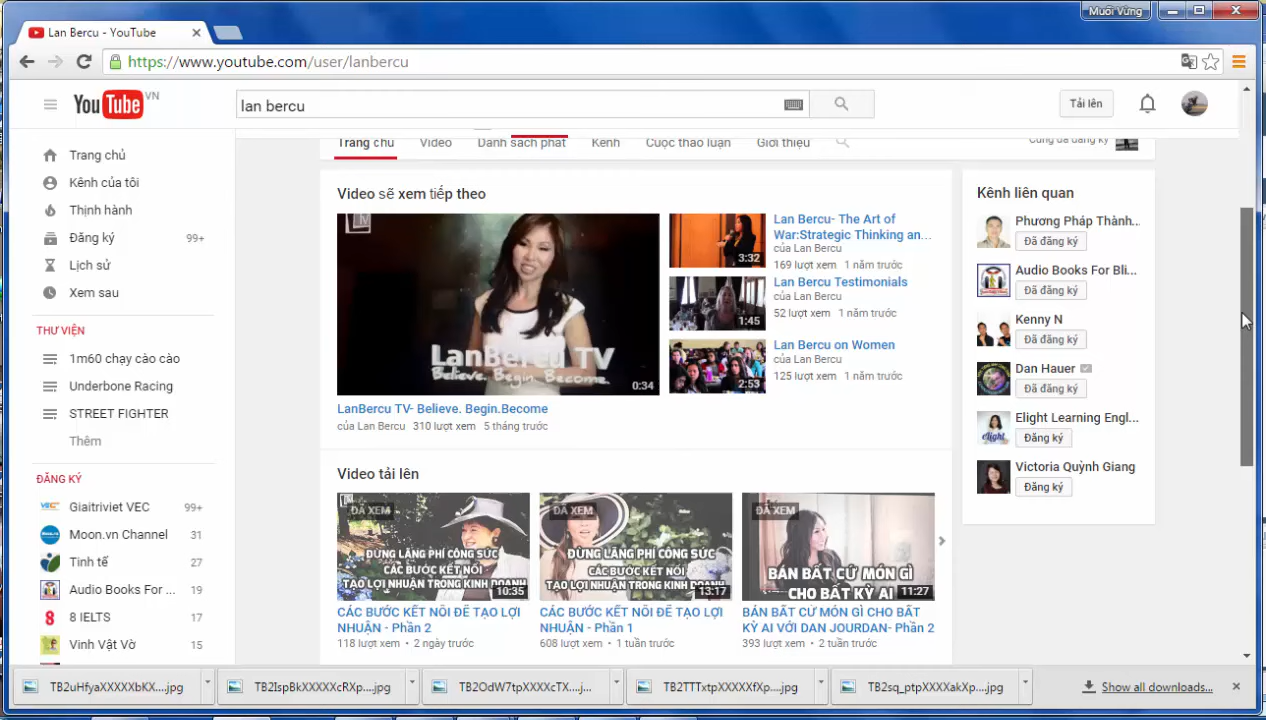 Muoi Vung
Lan Bercu - YouTube
https://www.youtube.com/user/lanbercu
YouTube VN
lan bercu
Tải lên
Trang chủ
Kênh của tôi
Thịnh hành
Đăng ký 99+
Lịch sử
Xem sau
THƯ VIỆN
1m60 chạy cào cào
Underbone Racing
STREET FIGHTER
Thêm
ĐĂNG KÝ
Giaitriviet VEC 99+
Moon.vn Channel 31
Tinh tế 27
Audio Books For ... 19
8 IELTS 17
Vinh Vật Vờ 15
Trang chủ Video Danh sách phát Kênh Cuộc thảo luận Giới thiệu
Cũng đã đăng ký
Video sẽ xem tiếp theo
LanBercu TV
Believe. Begin. Become.
0:34
LanBercu TV- Believe. Begin.Become
của Lan Bercu 310 lượt xem 5 tháng trước
3:32
Lan Bercu- The Art of
War:Strategic Thinking an...
của Lan Bercu
169 lượt xem 1 năm trước
1:45
Lan Bercu Testimonials
của Lan Bercu
52 lượt xem 1 năm trước
2:53
Lan Bercu on Women
của Lan Bercu
125 lượt xem 1 năm trước
Video tải lên
ĐÃ XEM
ĐỪNG LÃNG PHÍ CÔNG SỨC
CÁC BƯỚC KẾT NỐI
TẠO LỢI NHUẬN TRONG KINH DOANH
10:35
CÁC BƯỚC KẾT NỐI ĐỂ TẠO LỢI
NHUẬN - Phần 2
118 lượt xem • 2 ngày trước
ĐÃ XEM
ĐỪNG LÃNG PHÍ CÔNG SỨC
CÁC BƯỚC KẾT NỐI
TẠO LỢI NHUẬN TRONG KINH DOANH
13:17
CÁC BƯỚC KẾT NỐI ĐỂ TẠO LỢI
NHUẬN - Phần 1
608 lượt xem • 1 tuần trước
ĐÃ XEM
BÁN BẤT CỨ MÓN GÌ
CHO BẤT KỲ AI
11:27
BÁN BẤT CỨ MÓN GÌ CHO BẤT
KỲ AI VỚI DAN JOURDAN- Phần 2
393 lượt xem • 2 tuần trước
Kênh liên quan
Phương Pháp Thành...
Đã đăng ký
Audio Books For Bli...
Đã đăng ký
Kenny N
Đã đăng ký
Dan Hauer
Đã đăng ký
Elight Learning Engl...
Đăng ký
Victoria Quỳnh Giang
Đăng ký
TB2uHfyaXXXXXbKX....jpg
TB2IspBkXXXXXcRXp....jpg
TB2OdW7tpXXXXcTX....j...
TB2TTTxtpXXXXXfXp....jpg
TB2sq_ptpXXXXakXp....jpg
Show all downloads...